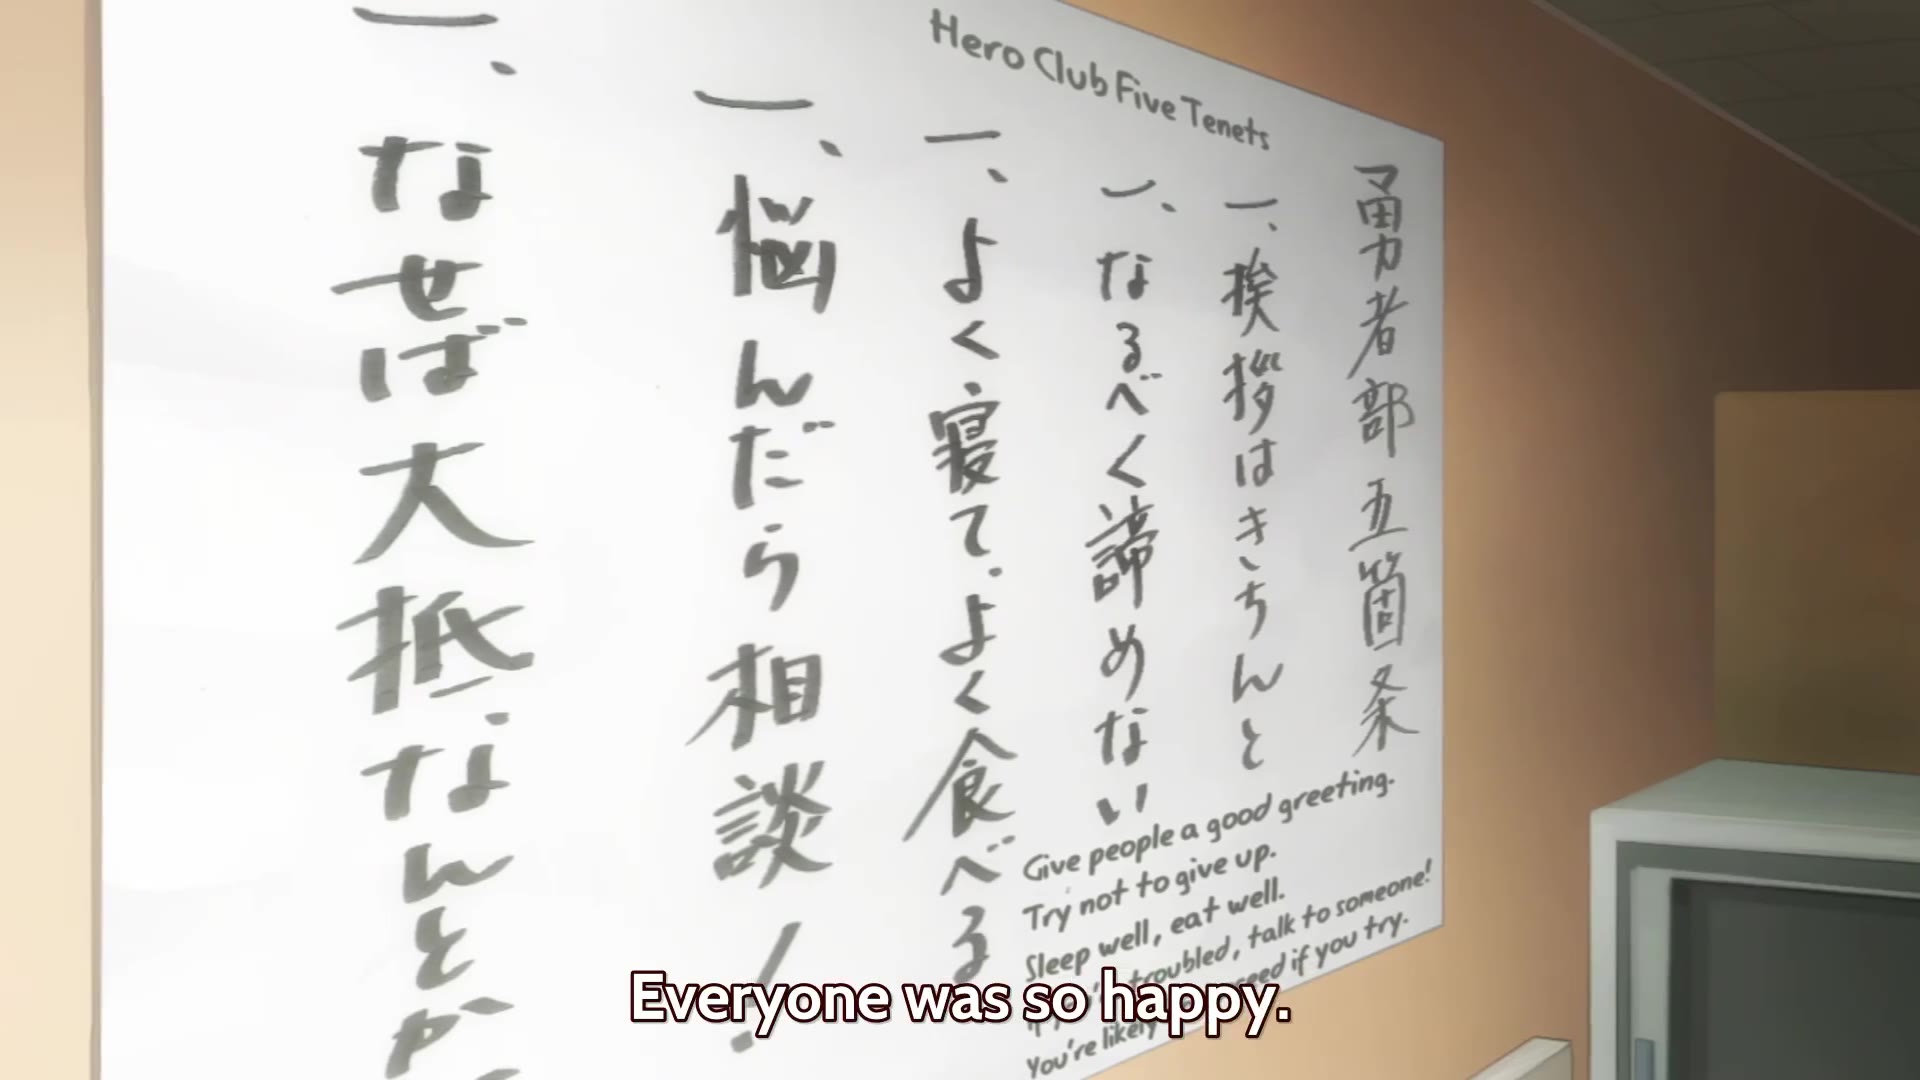 Hero Club Five Tenets
勇者部五箇条
一、挨拶はきちんと
一、なるべく諦めない
一、よく寝て、よく食べる
一、悩んだら相談!
一、なせば大抵なんとか
Give people a good greeting.
Try not to give up.
Sleep well, eat well.
troubled, talk to someone!
You're likely if you try.
Everyone was so happy.